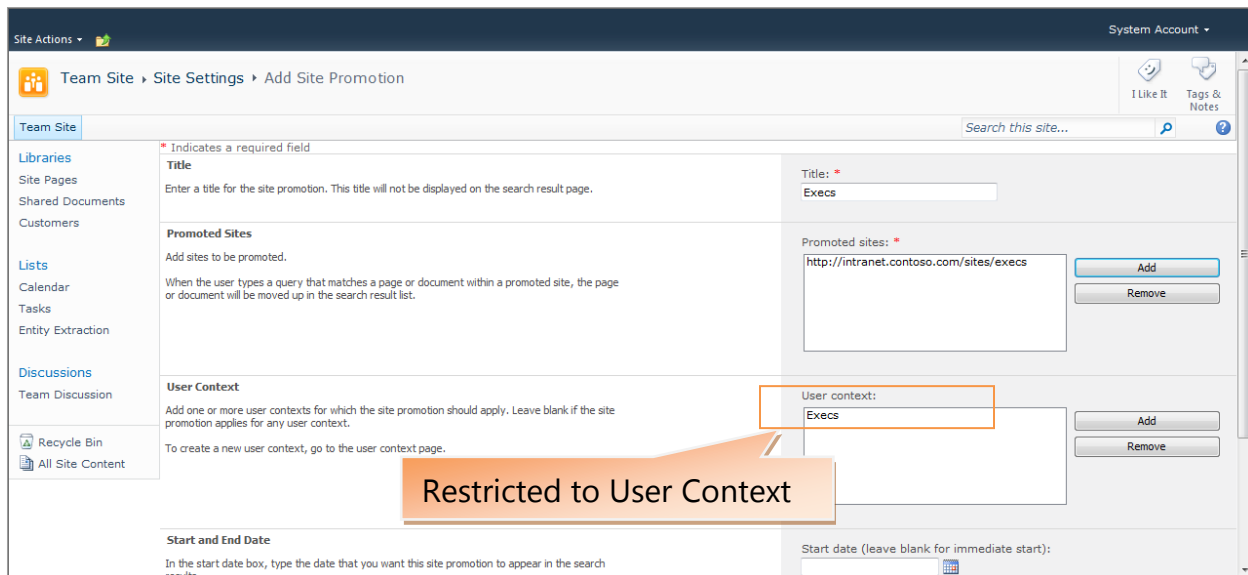 System Account
Site Actions
Team Site ▸ Site Settings ▸ Add Site Promotion
I Like It
Tags &
Notes
Team Site
Search this site...
Libraries
Site Pages
Shared Documents
Customers
Lists
Calendar
Tasks
Entity Extraction
Discussions
Team Discussion
Recycle Bin
All Site Content
* Indicates a required field
Title
Enter a title for the site promotion. This title will not be displayed on the search result page.
Title: *
Execs
Promoted Sites
Add sites to be promoted.
When the user types a query that matches a page or document within a promoted site, the page
or document will be moved up in the search result list.
Promoted sites: *
http://intranet.contoso.com/sites/execs
Add
Remove
User Context
Add one or more user contexts for which the site promotion should apply. Leave blank if the site
promotion applies for any user context.
To create a new user context, go to the user context page.
User context:
Execs
Add
Remove
Restricted to User Context
Start and End Date
In the start date box, type the date that you want this site promotion to appear in the search
Start date (leave blank for immediate start):